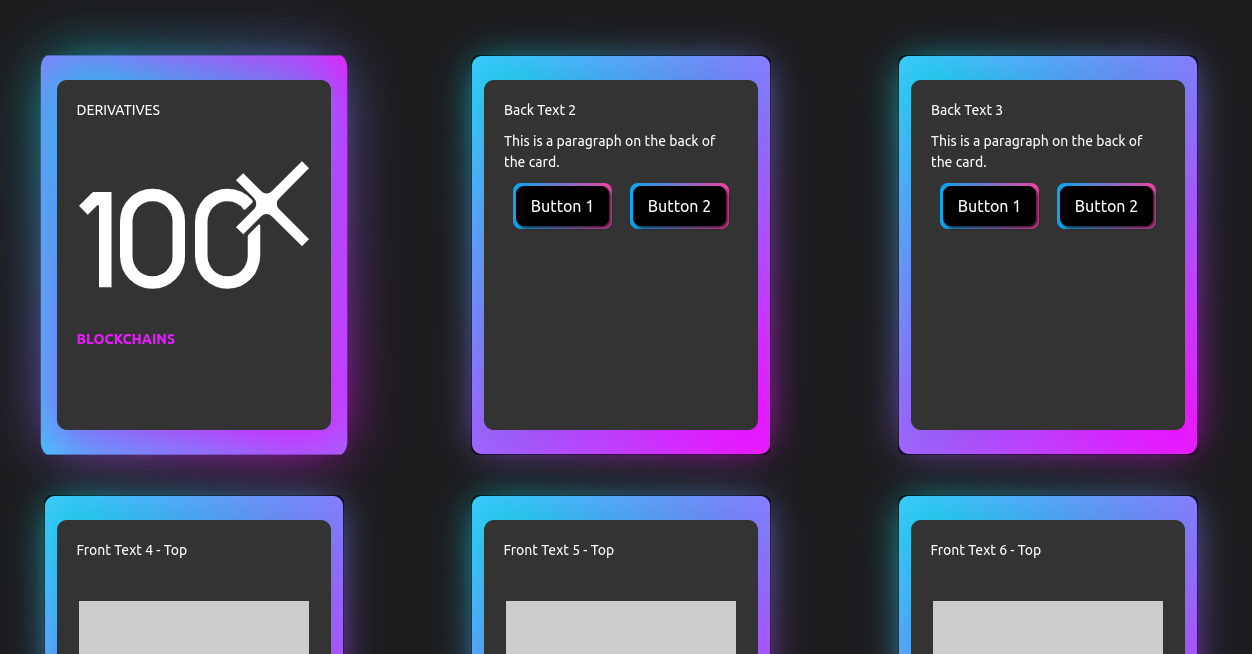 DERIVATIVES
100X
BLOCKCHAINS
Back Text 2
This is a paragraph on the back of
the card.
Button 1
Button 2
Back Text 3
This is a paragraph on the back of
the card.
Button 1
Button 2
Front Text 4 - Top
Front Text 5 - Top
Front Text 6 - Top